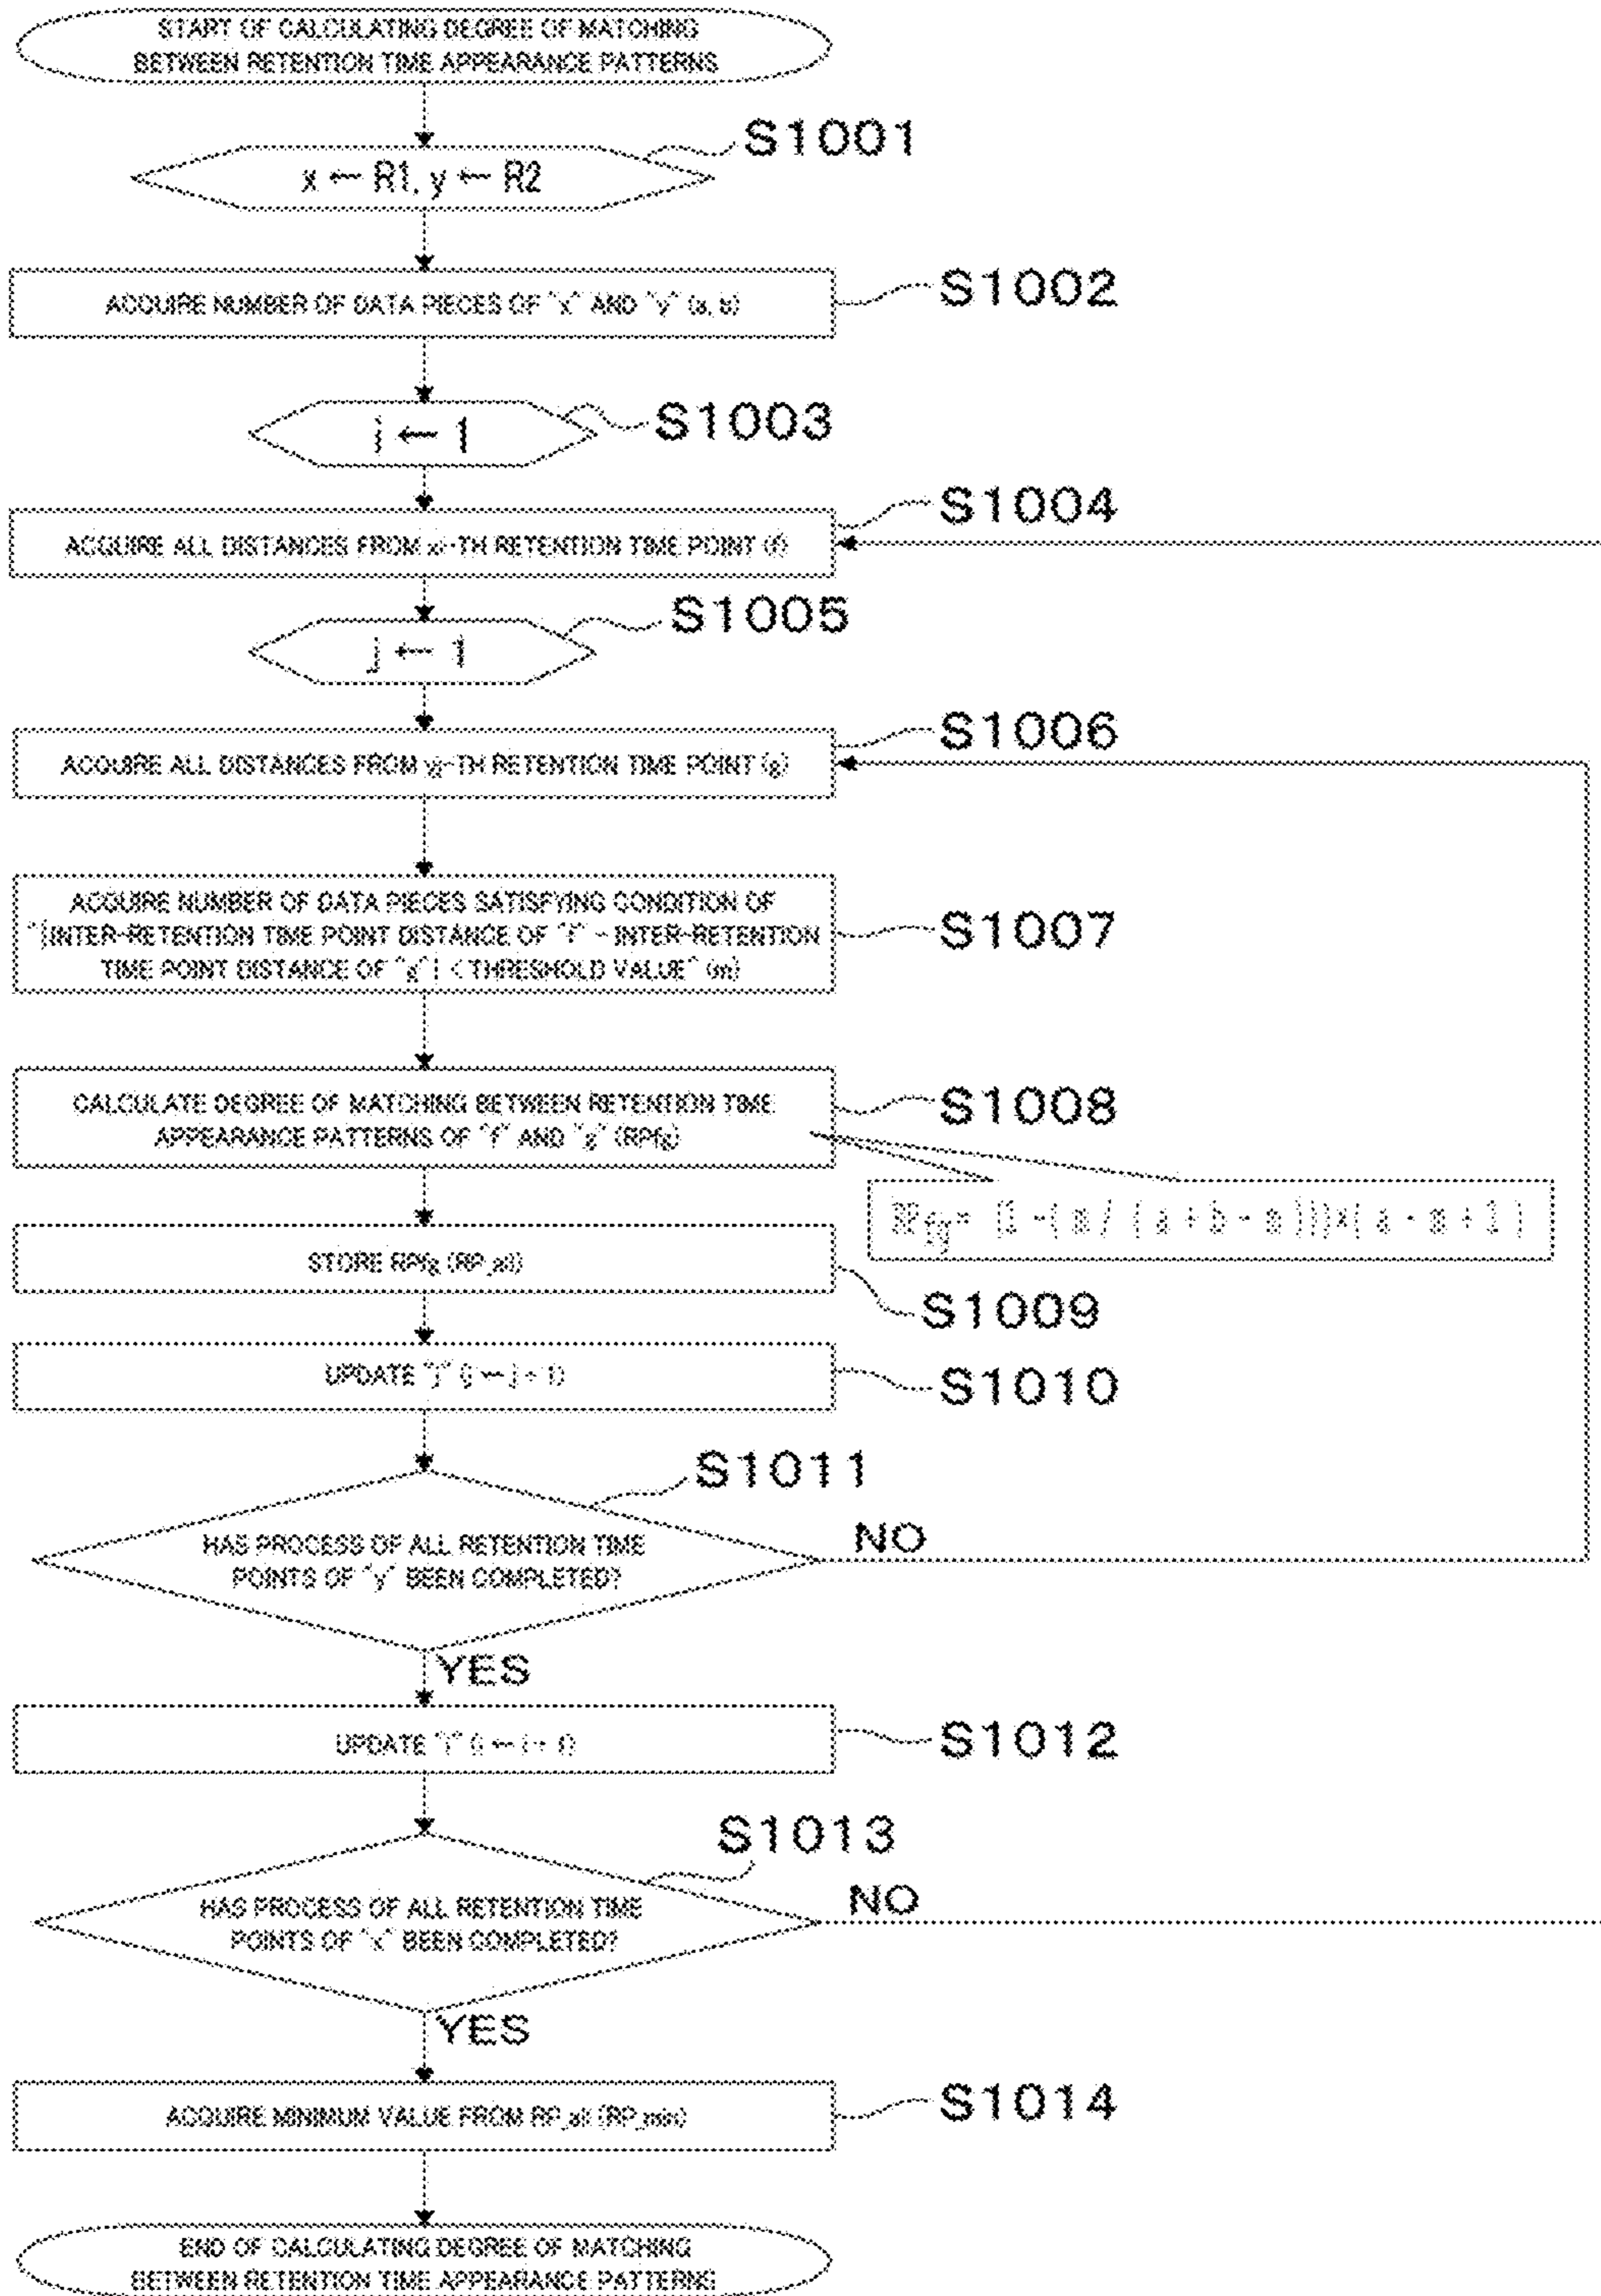 START OF CALCULATING DEGREE OF MATCHING
BETWEEN RETENTION TIME APPEARANCE PATTERNS
S1001
x ← R1, y ← R2
ACQUIRE NUMBER OF DATA PIECES OF "x" AND "y" (a, b)
S1002
i ← 1
S1003
S1004
ACQUIRE ALL DISTANCES FROM xi-TH RETENTION TIME POINT (f)
S1005
j ← 1
S1006
ACQUIRE ALL DISTANCES FROM yj-TH RETENTION TIME POINT (g)
ACQUIRE NUMBER OF DATA PIECES SATISFYING CONDITION OF
"|INTER-RETENTION TIME POINT DISTANCE OF "f" - INTER-RETENTION
TIME POINT DISTANCE OF "g"| < THRESHOLD VALUE" (m)
S1007
CALCULATE DEGREE OF MATCHING BETWEEN RETENTION TIME
APPEARANCE PATTERNS OF "f" AND "g" (RPfg)
S1008
RPfg = (1 - ( m / ( a + b - m ))) × ( a - m + 1 )
STORE RPfg (RP_all)
S1009
UPDATE "j" (j ← j + 1)
S1010
S1011
HAS PROCESS OF ALL RETENTION TIME
POINTS OF "y" BEEN COMPLETED?
NO
YES
UPDATE "i" (i ← i + 1)
S1012
S1013
HAS PROCESS OF ALL RETENTION TIME
POINTS OF "x" BEEN COMPLETED?
NO
YES
ACQUIRE MINIMUM VALUE FROM RP_all (RP_min)
S1014
END OF CALCULATING DEGREE OF MATCHING
BETWEEN RETENTION TIME APPEARANCE PATTERNS